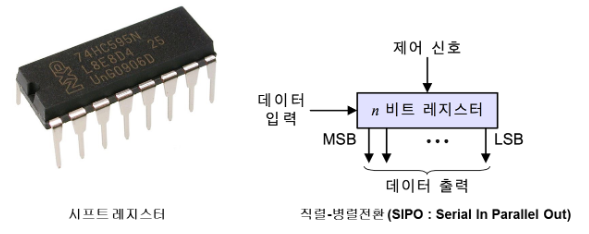 NXP
74HC595N
L8E8D4 25
UnG0906D
시프트 레지스터
제어 신호
데이터
입력
n 비트 레지스터
MSB
...
LSB
데이터 출력
직렬-병렬전환 (SIPO : Serial In Parallel Out)